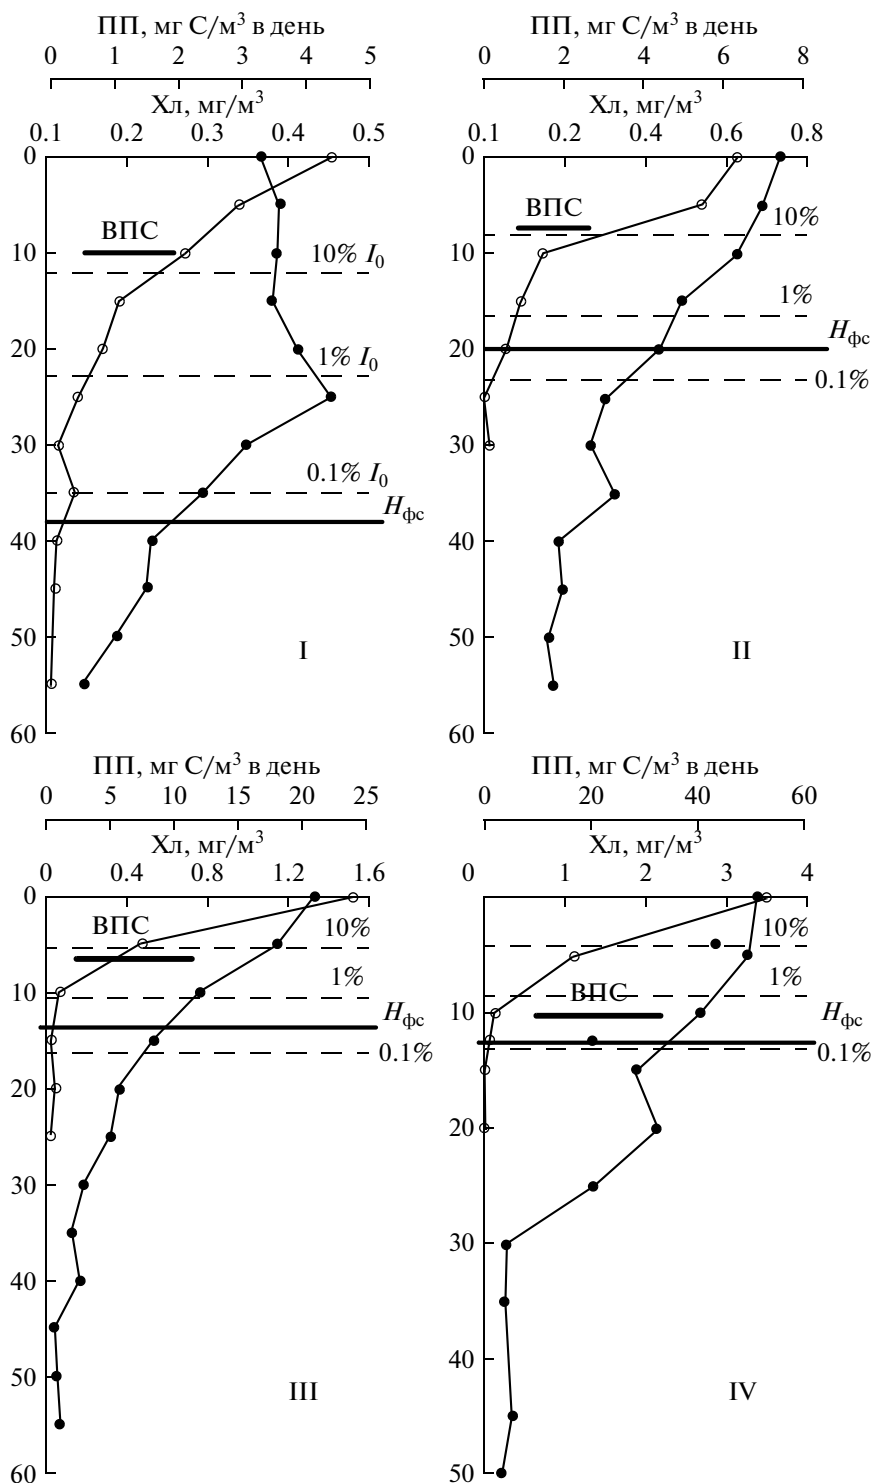 ПП, мг С/м³ в день
0 1 2 3 4 5
Хл, мг/м³
0.1 0.2 0.3 0.4 0.5
0
10
20
30
40
50
60
ВПС
10% I₀
1% I₀
0.1% I₀
Hфс
I
ПП, мг С/м³ в день
0 2 4 6 8
Хл, мг/м³
0.1 0.2 0.4 0.6 0.8
0
10
20
30
40
50
60
ВПС
10%
1%
Hфс
0.1%
II
ПП, мг С/м³ в день
0 5 10 15 20 25
Хл, мг/м³
0 0.4 0.8 1.2 1.6
0
10
20
30
40
50
60
ВПС
10%
1%
Hфс
0.1%
III
ПП, мг С/м³ в день
0 20 40 60
Хл, мг/м³
0 1 2 3 4
0
10
20
30
40
50
10%
1%
ВПС
Hфс
0.1%
IV